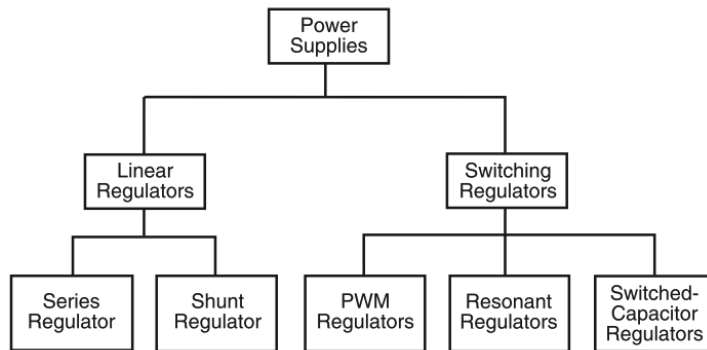 Power
Supplies
Linear
Regulators
Switching
Regulators
Series
Regulator
Shunt
Regulator
PWM
Regulators
Resonant
Regulators
Switched-
Capacitor
Regulators